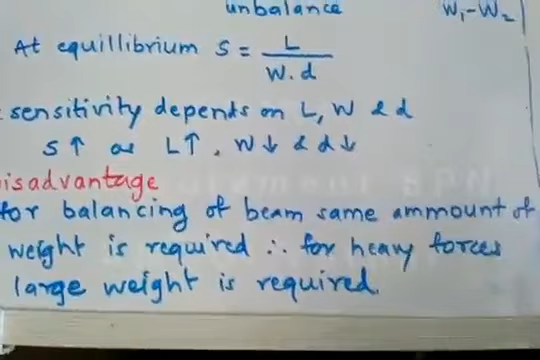 unbalance W₁-W₂
At equillibrium S = L / W.d
sensitivity depends on L, W & d
S↑ as L↑, W↓ & d↓
isadvantage
for balancing of beam same ammount of
weight is required ∴ for heavy forces
large weight is required.